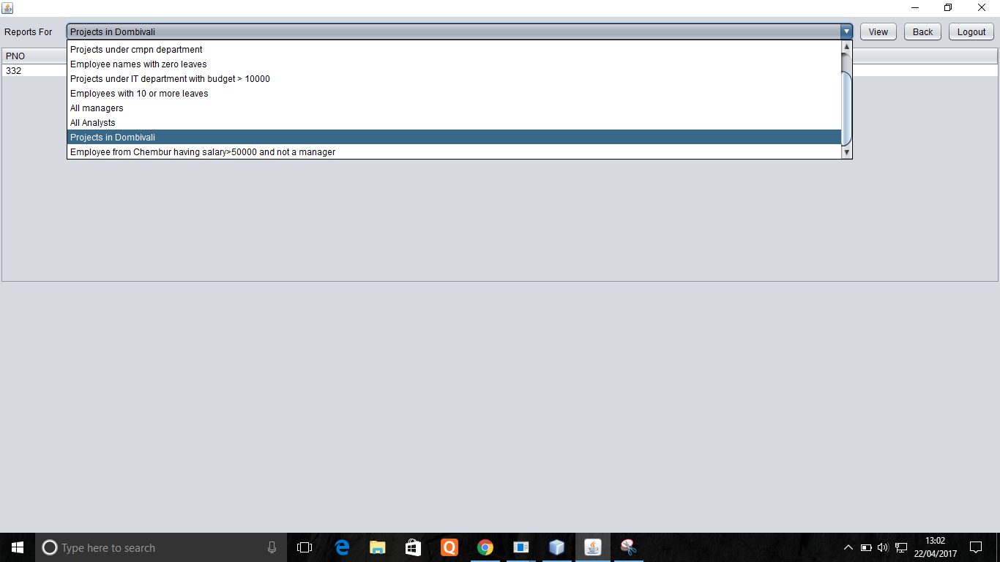 Reports For Projects in Dombivali View Back Logout
PNO
332
Projects under cmpn department
Employee names with zero leaves
Projects under IT department with budget > 10000
Employees with 10 or more leaves
All managers
All Analysts
Projects in Dombivali
Employee from Chembur having salary>50000 and not a manager
Type here to search
13:02
22/04/2017